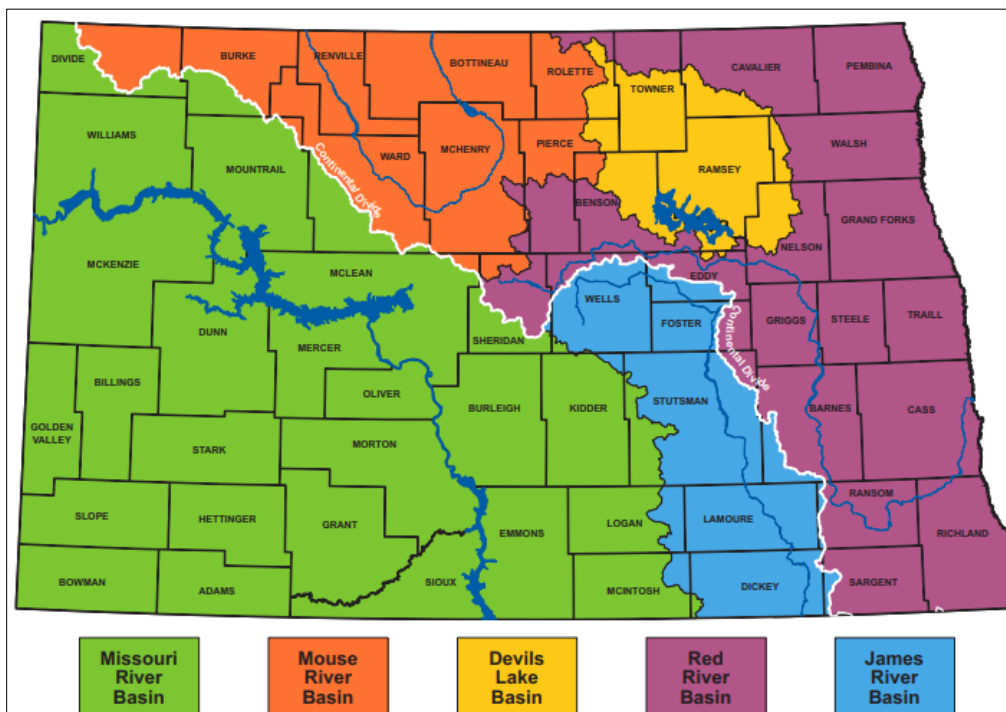 DIVIDE
BURKE
RENVILLE
BOTTINEAU
ROLETTE
TOWNER
CAVALIER
PEMBINA
WILLIAMS
MOUNTRAIL
WARD
MCHENRY
PIERCE
RAMSEY
WALSH
Continental Divide
BENSON
NELSON
GRAND FORKS
MCKENZIE
MCLEAN
WELLS
EDDY
DUNN
MERCER
SHERIDAN
FOSTER
Continental Divide
GRIGGS
STEELE
TRAILL
BILLINGS
OLIVER
GOLDEN
VALLEY
STARK
MORTON
BURLEIGH
KIDDER
STUTSMAN
BARNES
CASS
SLOPE
HETTINGER
GRANT
EMMONS
LOGAN
LAMOURE
RANSOM
RICHLAND
BOWMAN
ADAMS
SIOUX
MCINTOSH
DICKEY
SARGENT
Missouri
River
Basin
Mouse
River
Basin
Devils
Lake
Basin
Red
River
Basin
James
River
Basin